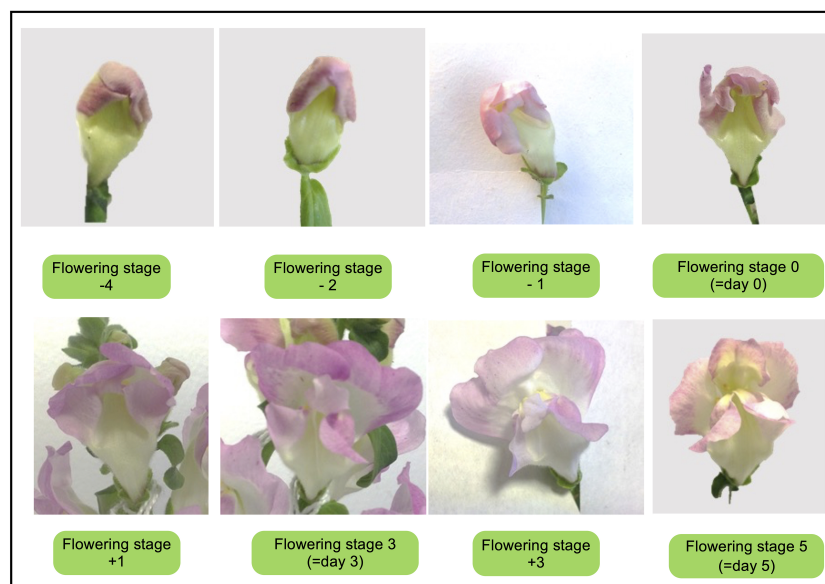 Flowering stage
-4
Flowering stage
- 2
Flowering stage
- 1
Flowering stage 0
(=day 0)
Flowering stage
+1
Flowering stage 3
(=day 3)
Flowering stage
+3
Flowering stage 5
(=day 5)